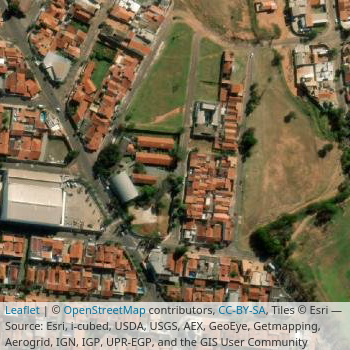 Leaflet | © OpenStreetMap contributors, CC-BY-SA, Tiles © Esri —
Source: Esri, i-cubed, USDA, USGS, AEX, GeoEye, Getmapping,
Aerogrid, IGN, IGP, UPR-EGP, and the GIS User Community